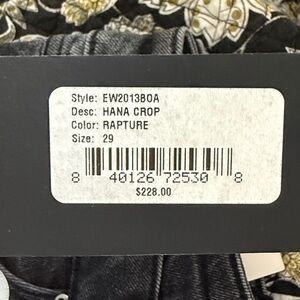 Style: EW2013BOA
Desc: HANA CROP
Color: RAPTURE
Size: 29
8 40126 72530 8
$228.00